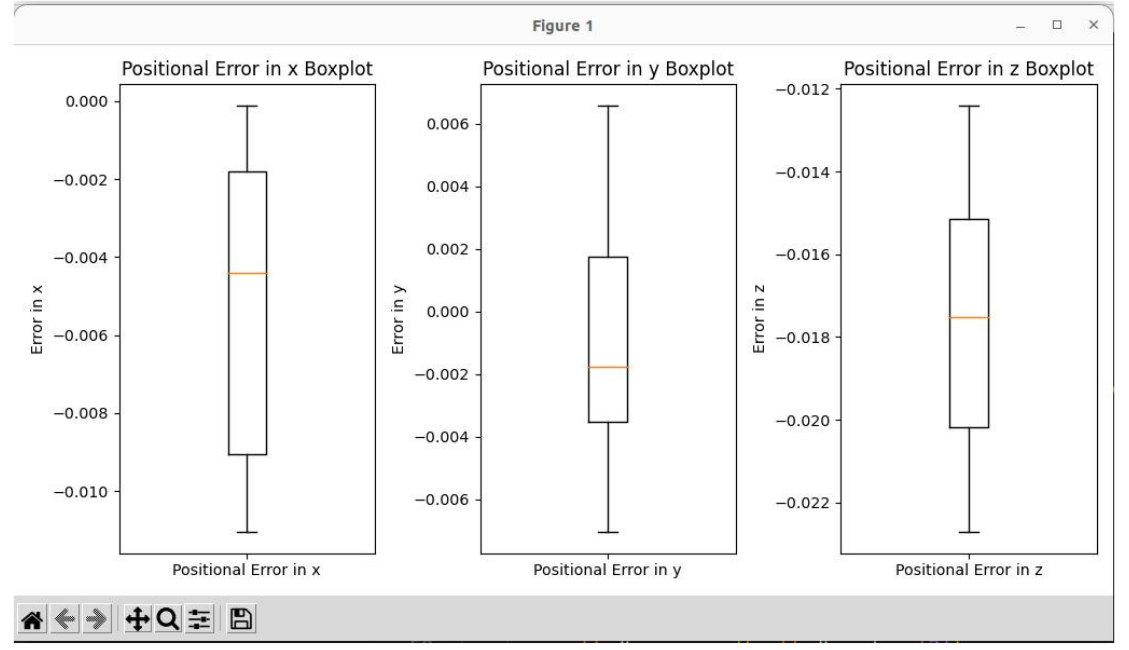 Figure 1
Positional Error in x Boxplot
0.000
−0.002
−0.004
−0.006
−0.008
−0.010
Error in x
Positional Error in x
Positional Error in y Boxplot
0.006
0.004
0.002
0.000
−0.002
−0.004
−0.006
Error in y
Positional Error in y
Positional Error in z Boxplot
−0.012
−0.014
−0.016
−0.018
−0.020
−0.022
Error in z
Positional Error in z